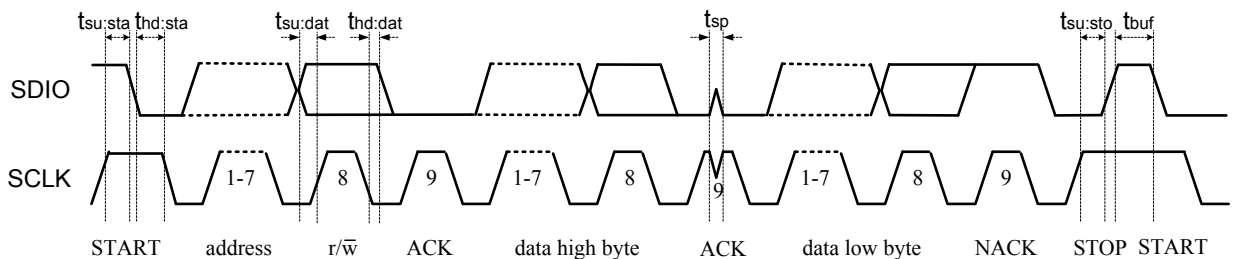 tsu:sta thd:sta tsu:dat thd:dat tsp tsu:sto tbuf
SDIO
SCLK 1-7 8 9 1-7 8 9 1-7 8 9
START address r/w̅ ACK data high byte ACK data low byte NACK STOP START